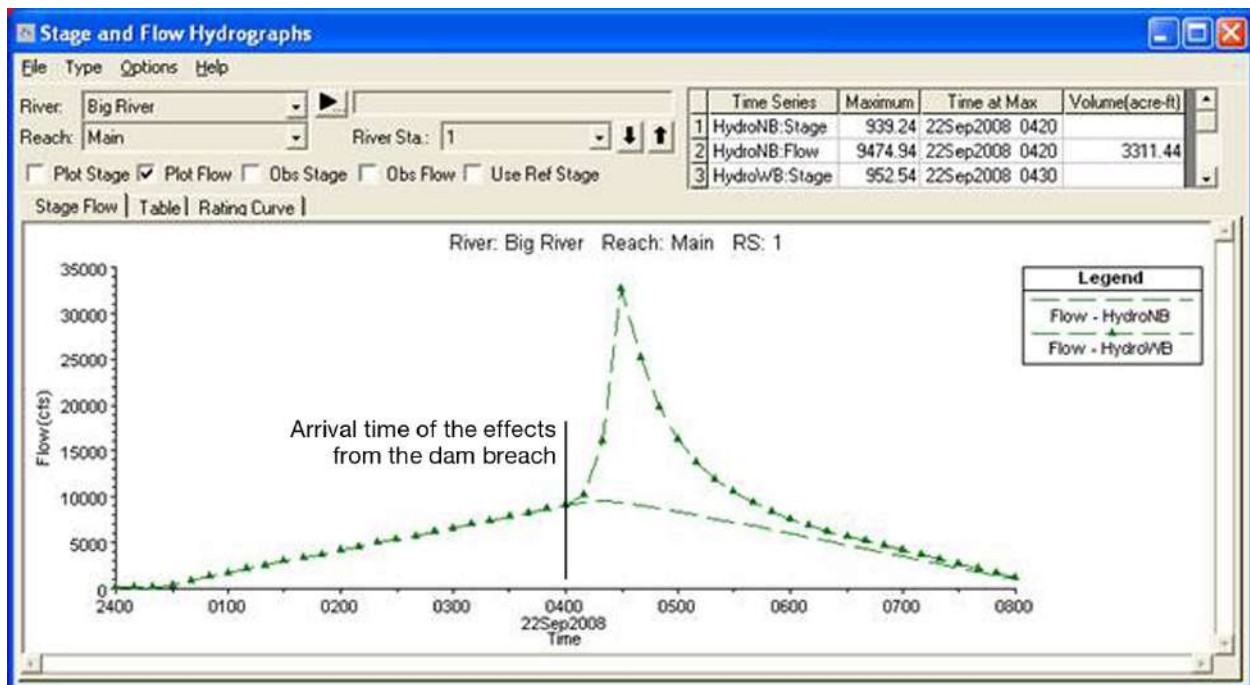 Stage and Flow Hydrographs
File Type Options Help
River: Big River
Reach: Main River Sta.: 1
Plot Stage Plot Flow Obs Stage Obs Flow Use Ref Stage
Time Series Maximum Time at Max Volume(acre-ft)
1 HydroNB:Stage 939.24 22Sep2008 0420
2 HydroNB:Flow 9474.94 22Sep2008 0420 3311.44
3 HydroWB:Stage 952.54 22Sep2008 0430
Stage Flow Table Rating Curve
River: Big River Reach: Main RS: 1
35000
30000
25000
20000
15000
10000
5000
0
Flow(cfs)
Arrival time of the effects
from the dam breach
Legend
Flow - HydroNB
Flow - HydroWB
2400 0100 0200 0300 0400 0500 0600 0700 0800
22Sep2008
Time